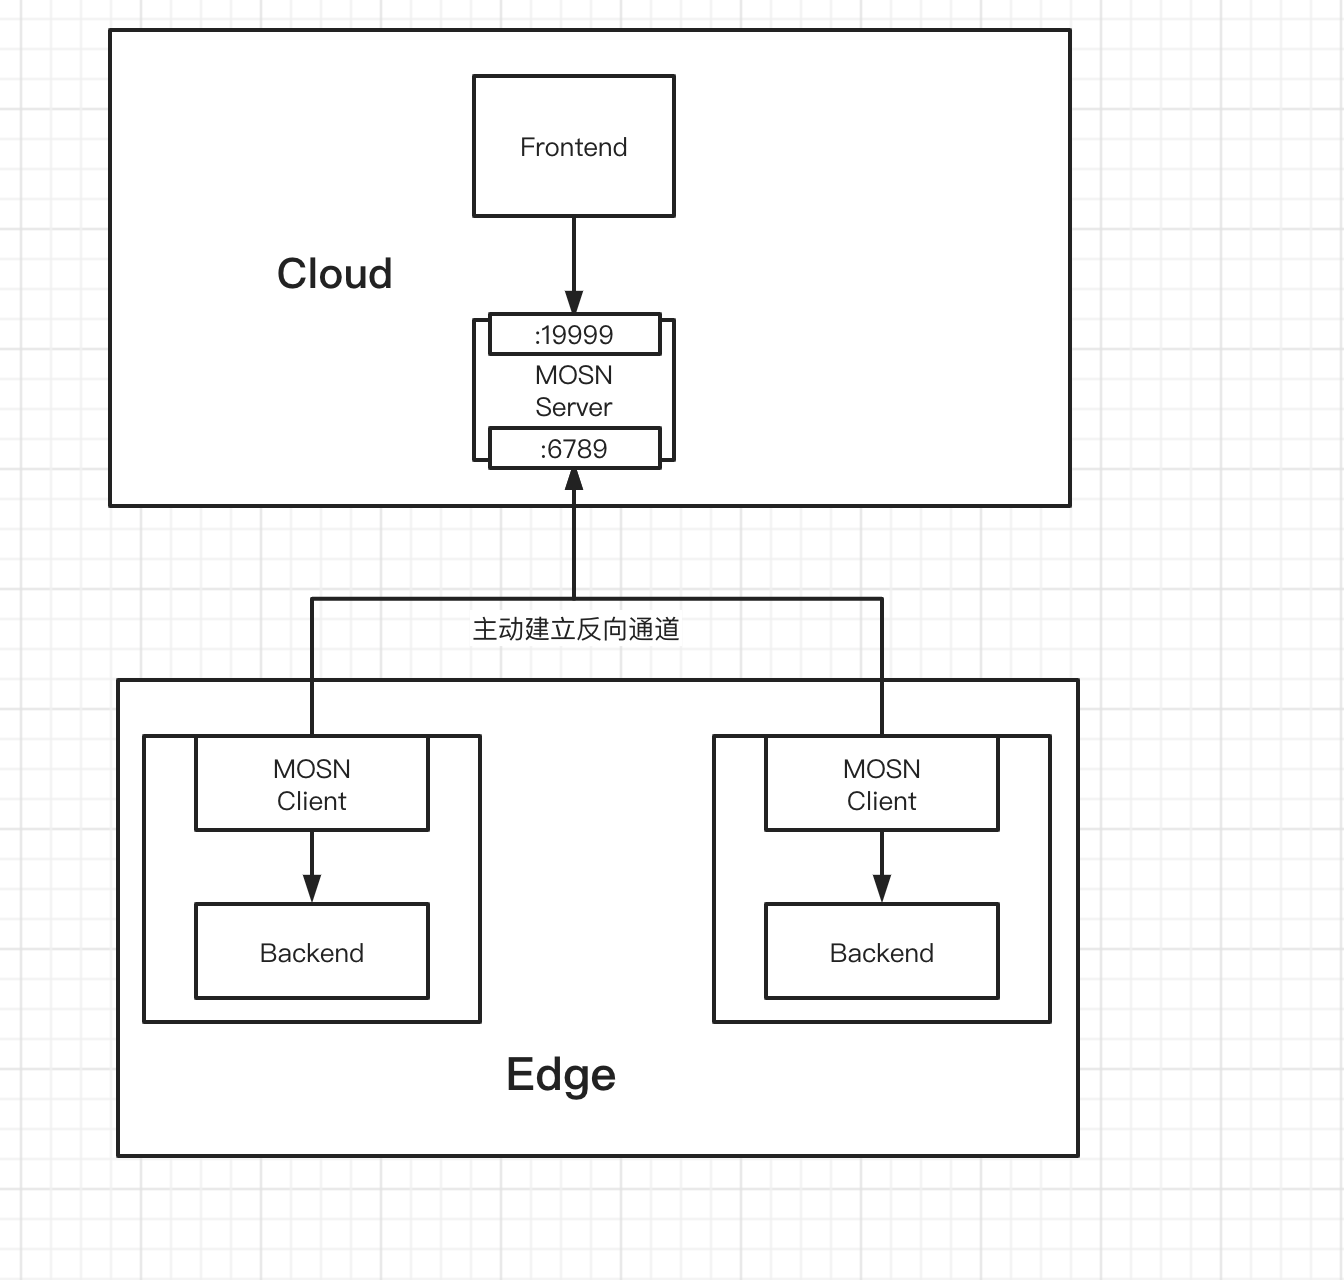 Frontend
Cloud
:19999
MOSN
Server
:6789
主动建立反向通道
MOSN
Client
MOSN
Client
Backend
Backend
Edge